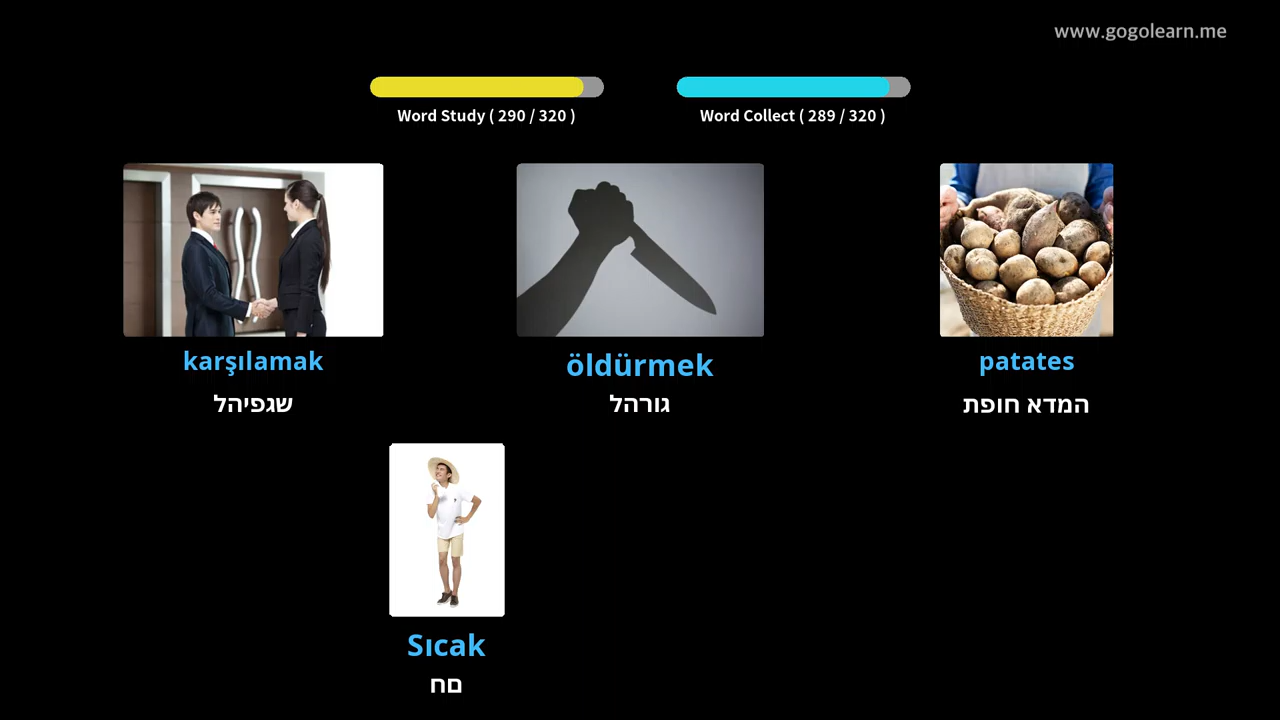 www.gogolearn.me
Word Study ( 290 / 320 )
Word Collect ( 289 / 320 )
karşılamak
שגפיהל
öldürmek
גורהל
patates
המדא חופת
Sıcak
םח